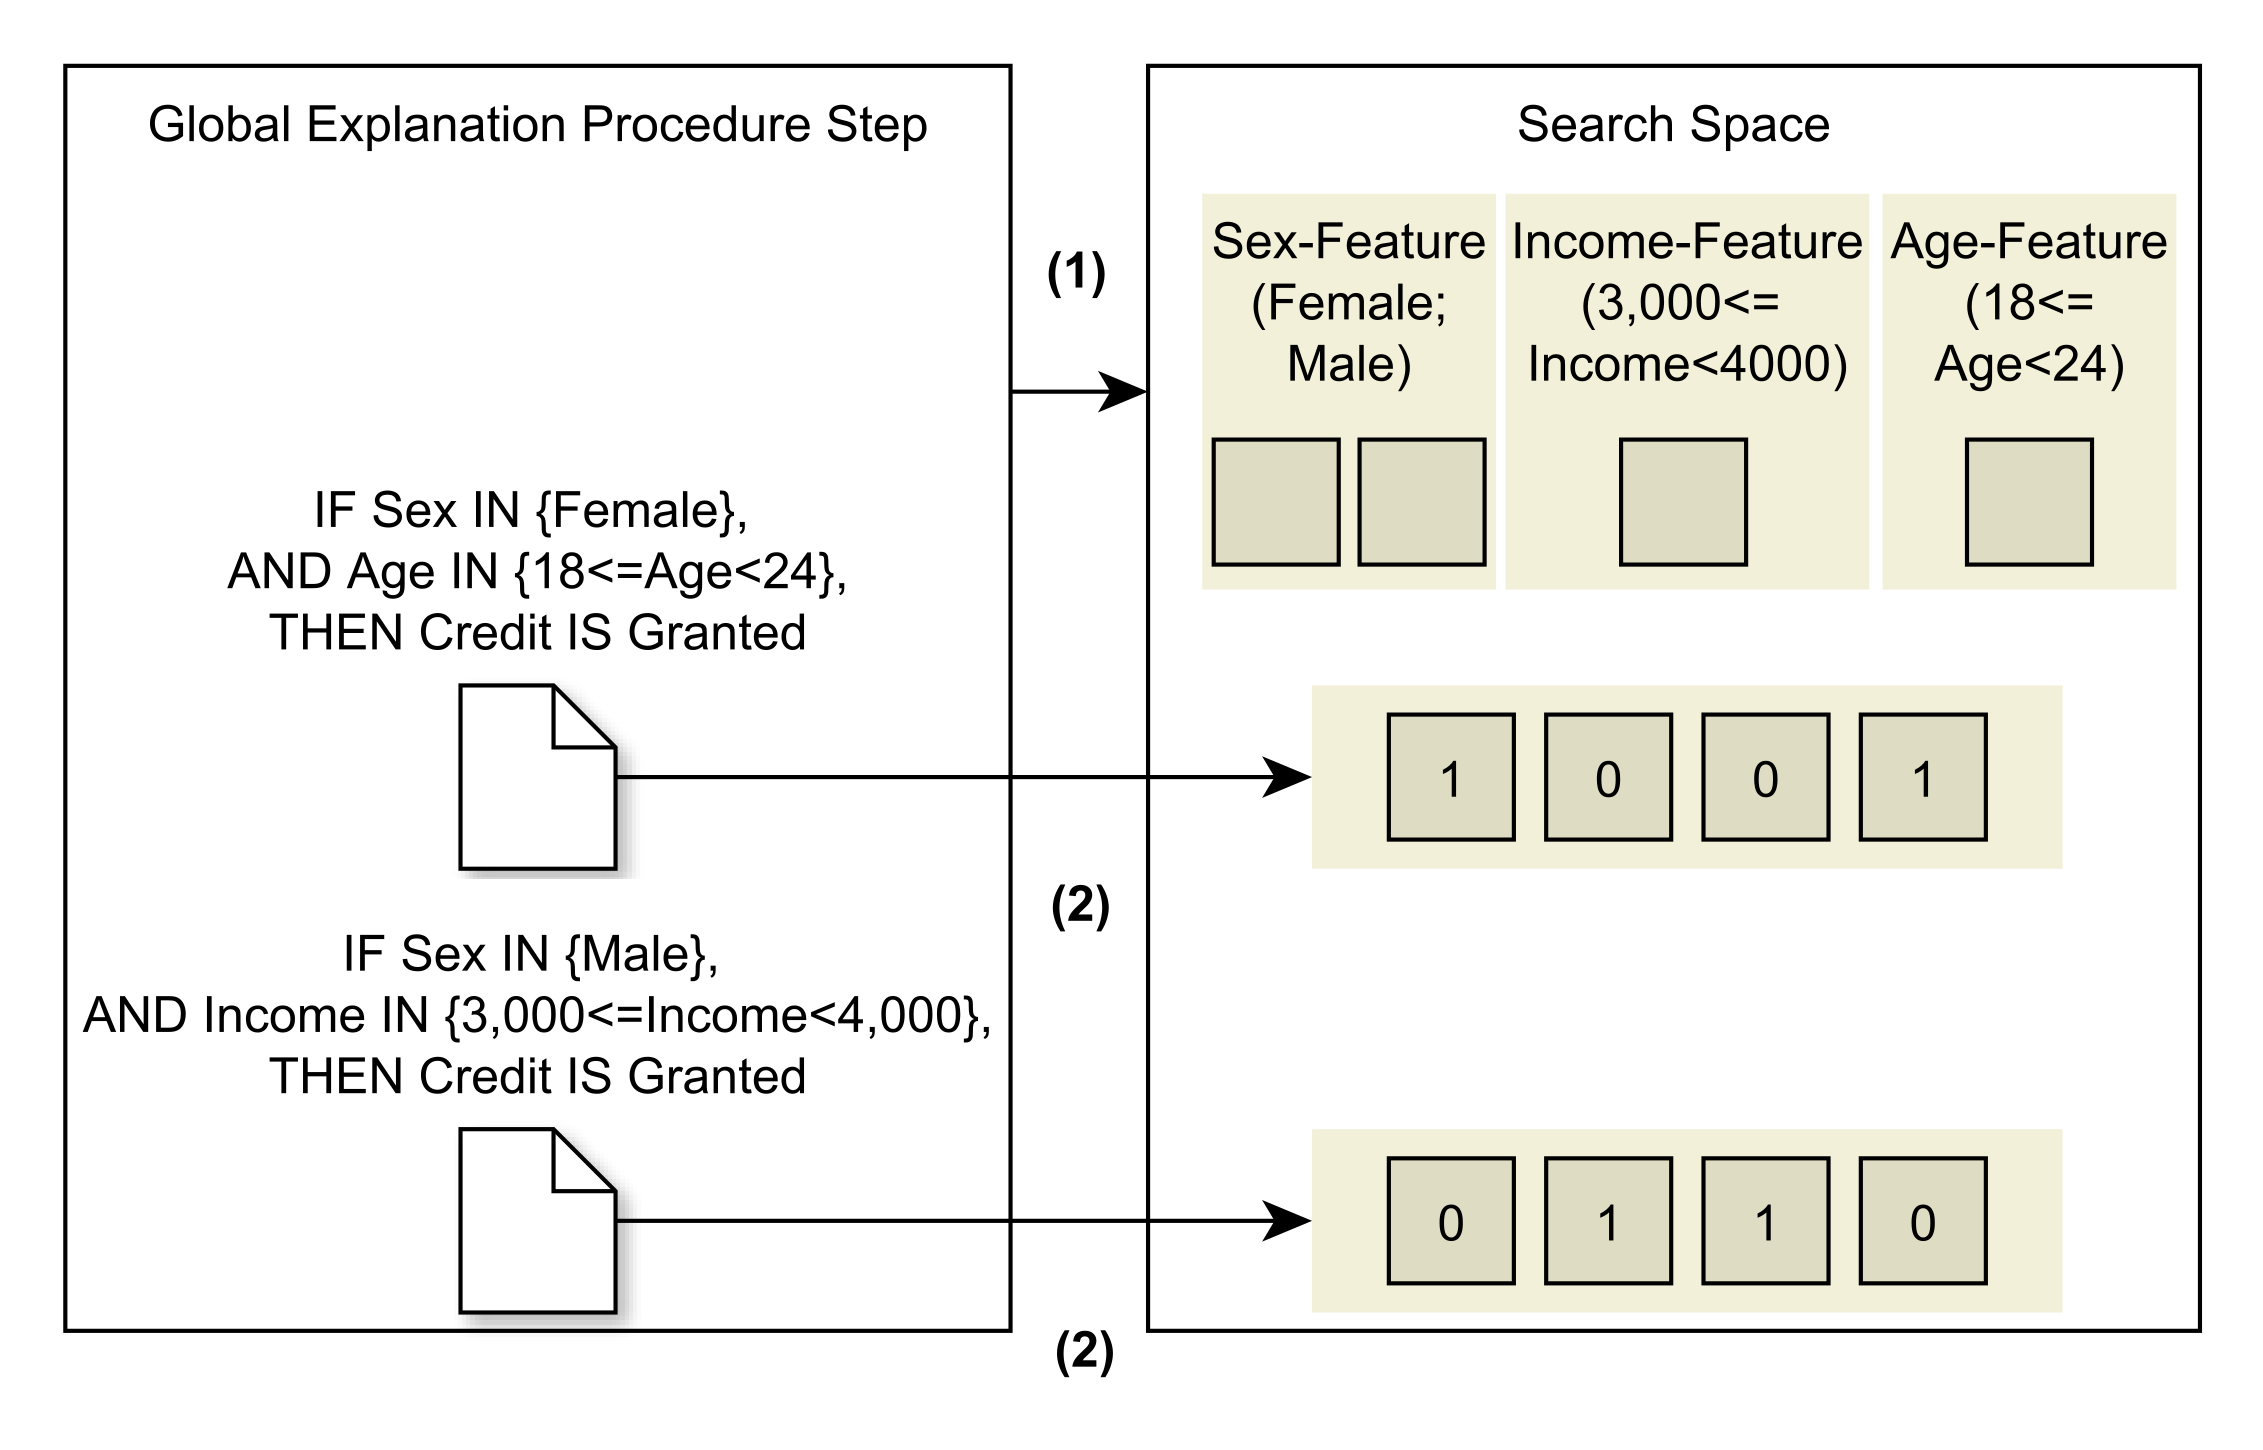 Global Explanation Procedure Step
IF Sex IN {Female},
AND Age IN {18<=Age<24},
THEN Credit IS Granted
IF Sex IN {Male},
AND Income IN {3,000<=Income<4,000},
THEN Credit IS Granted
(1)
(2)
(2)
Search Space
Sex-Feature
(Female;
Male)
Income-Feature
(3,000<=
Income<4000)
Age-Feature
(18<=
Age<24)
1 0 0 1
0 1 1 0